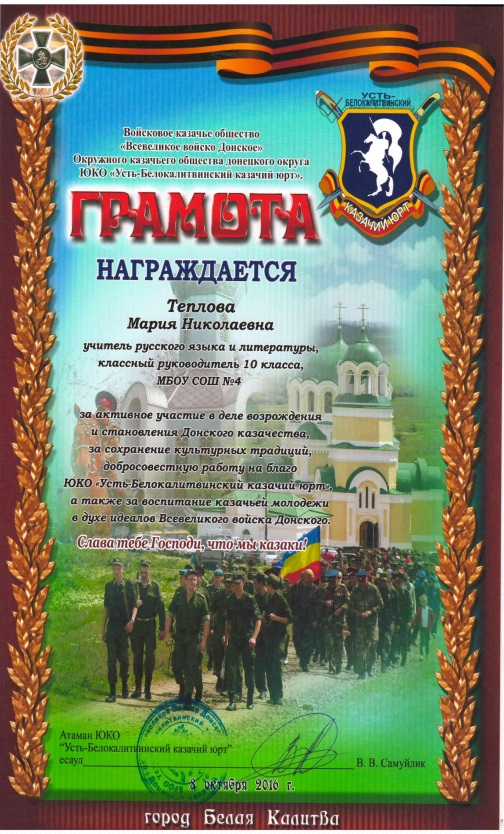 УСТЬ-
БЕЛОКАЛИТВИНСКИЙ
КАЗАЧИЙ ЮРТ
Войсковое казачье общество
«Всевеликое войско Донское»
Окружного казачьего общества донецкого округа
ЮКО «Усть-Белокалитвинский казачий юрт».
ГРАМОТА
НАГРАЖДАЕТСЯ
Теплова
Мария Николаевна
учитель русского языка и литературы,
классный руководитель 10 класса,
МБОУ СОШ №4
за активное участие в деле возрождения
и становления Донского казачества,
за сохранение культурных традиций,
добросовестную работу на благо
ЮКО «Усть-Белокалитвинский казачий юрт»,
а также за воспитание казачьей молодежи
в духе идеалов Всевеликого войска Донского.
Слава тебе Господи, что мы казаки!
Атаман ЮКО
"Усть-Белокалитвинский казачий юрт"
есаул В. В. Самуйлик
8 октября 2016 г.
город Белая Калитва